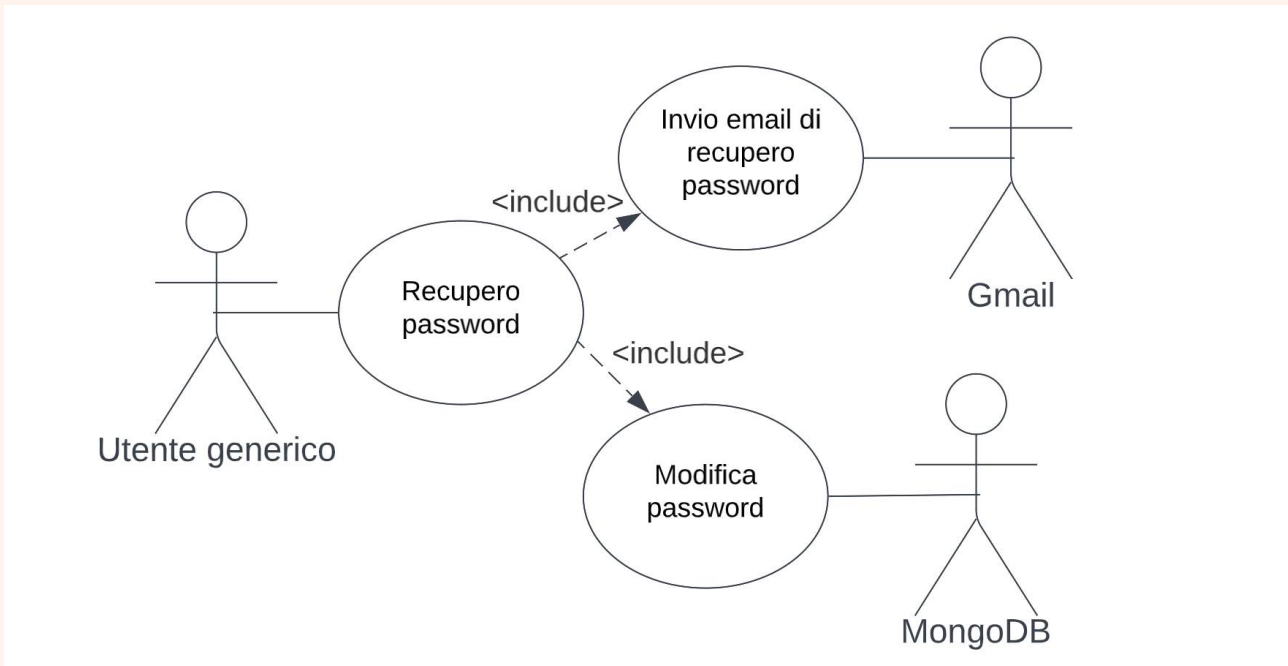 Invio email di
recupero
password
<include>
Gmail
Recupero
password
<include>
Utente generico
Modifica
password
MongoDB